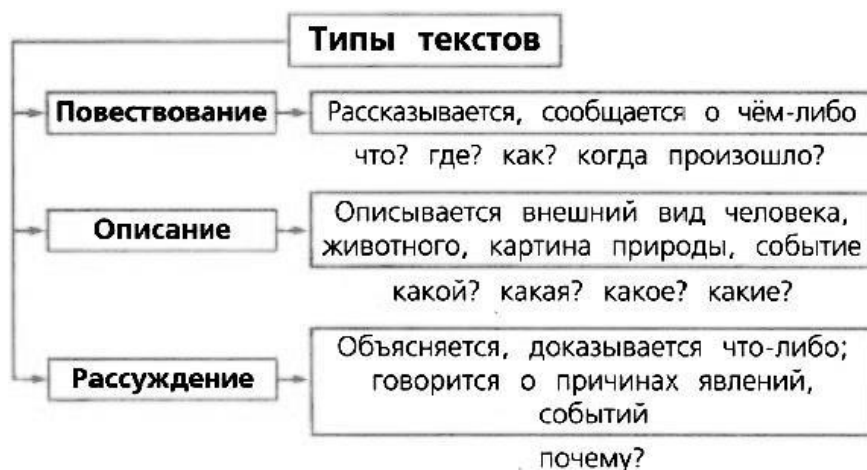 Типы текстов
Повествование
Рассказывается, сообщается о чём-либо
что? где? как? когда произошло?
Описание
Описывается внешний вид человека,
животного, картина природы, событие
какой? какая? какое? какие?
Рассуждение
Объясняется, доказывается что-либо;
говорится о причинах явлений,
событий
почему?